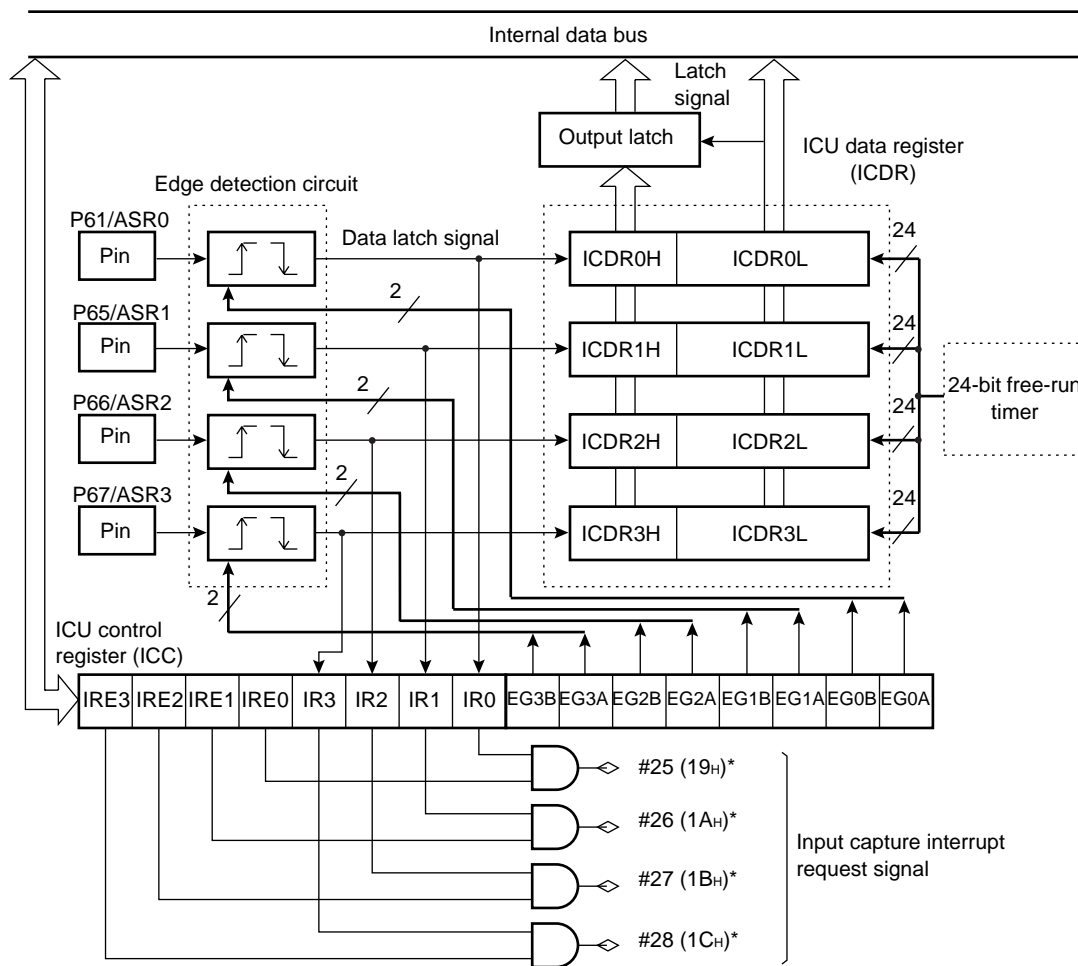 Internal data bus
Latch
signal
Output latch
ICU data register
(ICDR)
Edge detection circuit
P61/ASR0
Pin
Data latch signal
ICDR0H
ICDR0L
24
2
P65/ASR1
Pin
ICDR1H
ICDR1L
24
2
24-bit free-run
timer
P66/ASR2
Pin
ICDR2H
ICDR2L
24
2
P67/ASR3
Pin
ICDR3H
ICDR3L
24
2
ICU control
register (ICC)
IRE3 IRE2 IRE1 IRE0 IR3 IR2 IR1 IR0 EG3B EG3A EG2B EG2A EG1B EG1A EG0B EG0A
#25 (19H)*
#26 (1AH)*
#27 (1BH)*
#28 (1CH)*
Input capture interrupt
request signal